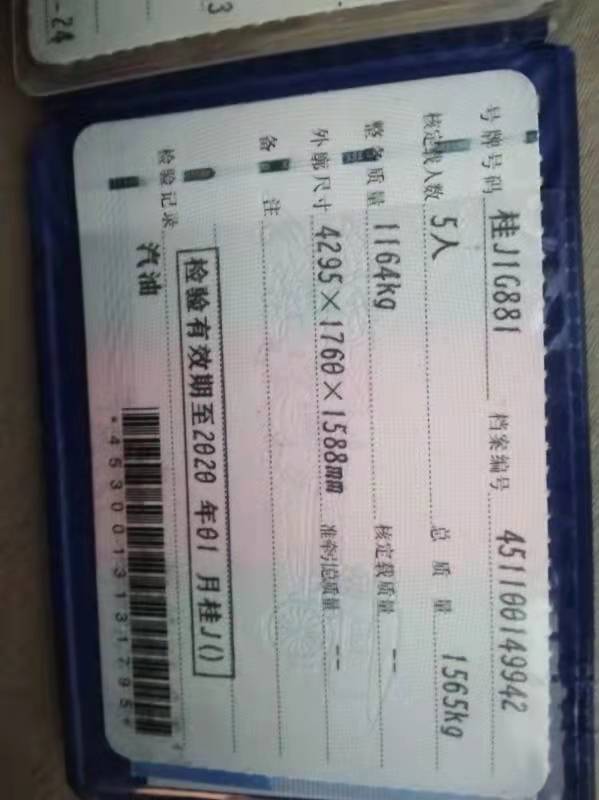 -24
3
号牌号码 桂J1G881 档案编号 451100149942
核定载人数 5人 总质量 1565kg
整备质量 1164kg 核定载质量 --
外廓尺寸 4295×1760×1588mm 准牵引总质量 --
备注
检验有效期至2020年01月桂J()
检验记录
汽油
*4530013131795*